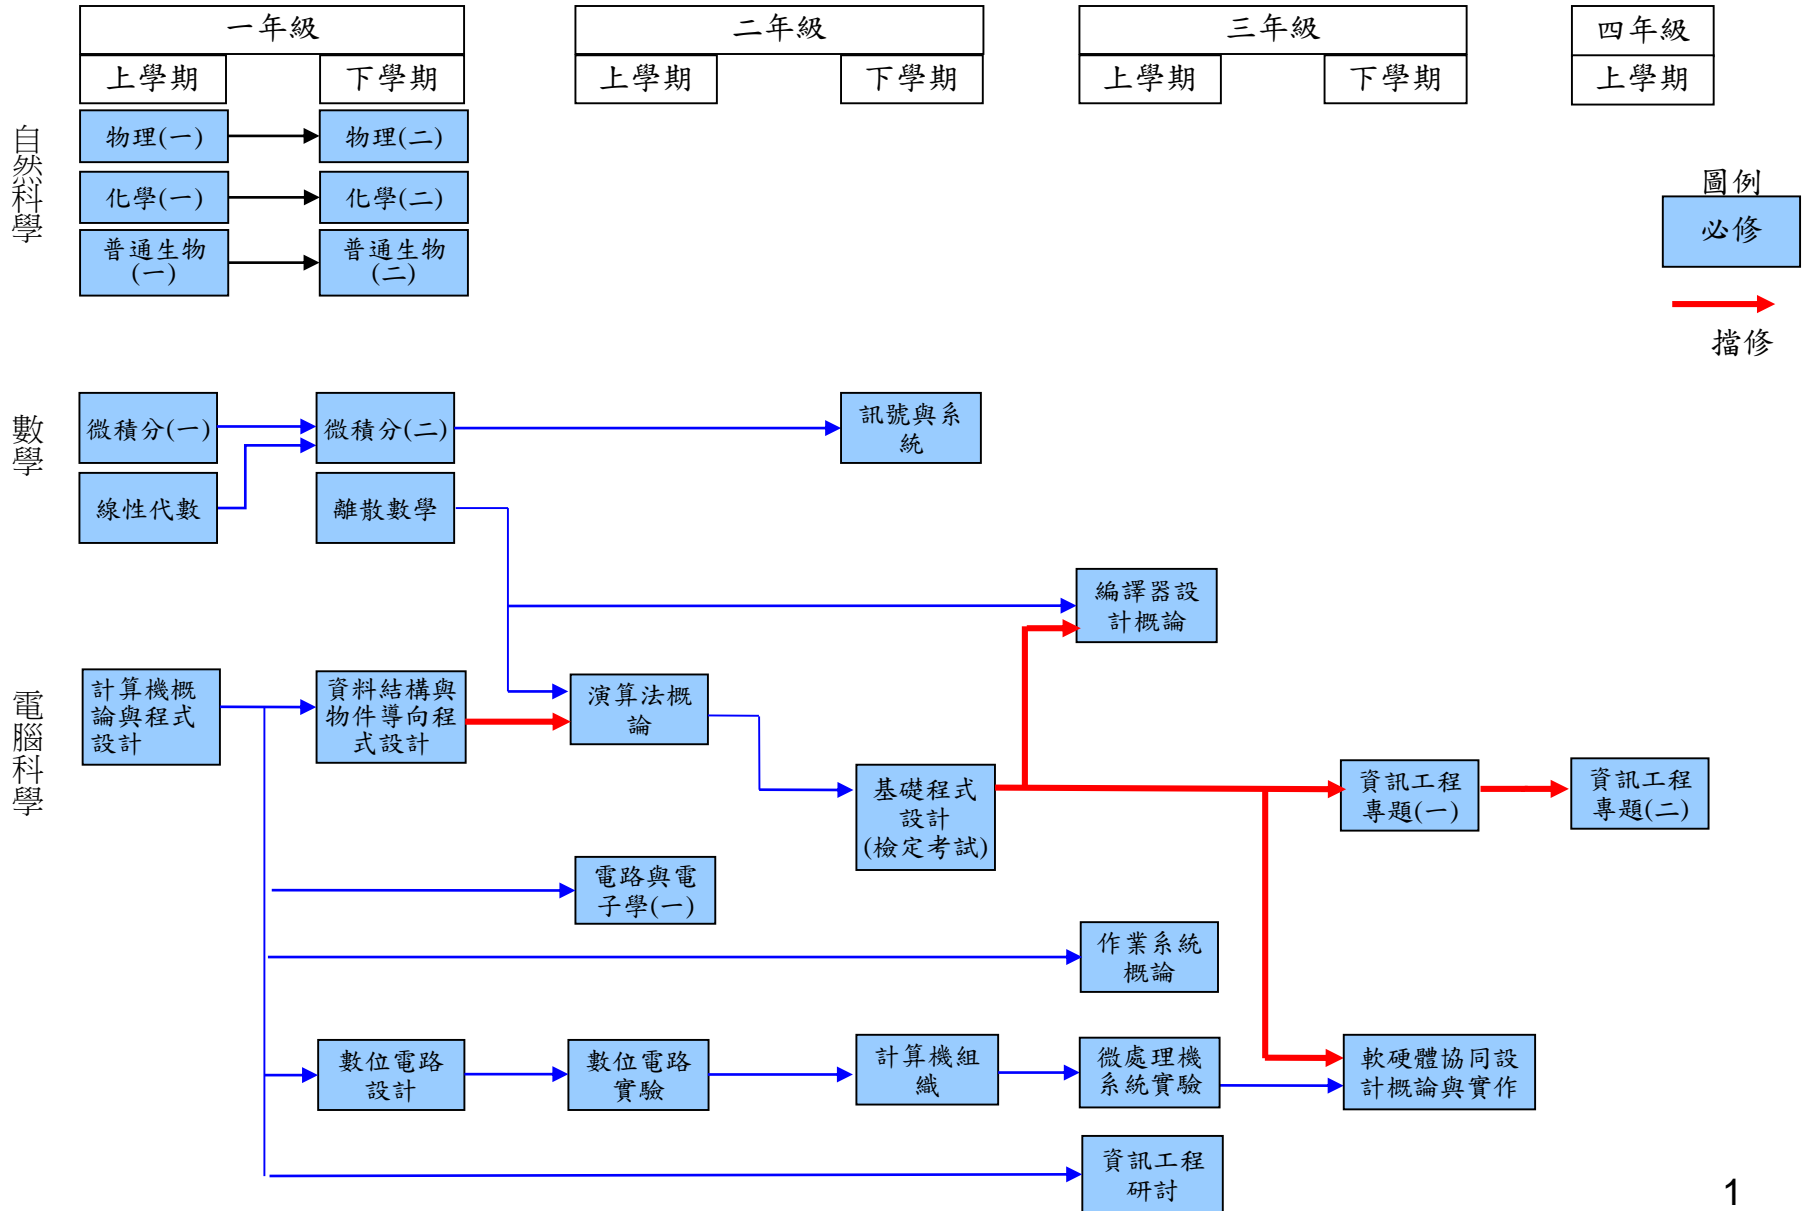 一年級
二年級
三年級
四年級
上學期
下學期
上學期
下學期
上學期
下學期
上學期
自然科學
物理(一)
物理(二)
化學(一)
化學(二)
普通生物
(一)
普通生物
(二)
圖例
必修
擋修
數學
微積分(一)
微積分(二)
訊號與系
統
線性代數
離散數學
編譯器設
計概論
電腦科學
計算機概
論與程式
設計
資料結構與
物件導向程
式設計
演算法概
論
基礎程式
設計
(檢定考試)
資訊工程
專題(一)
資訊工程
專題(二)
電路與電
子學(一)
作業系統
概論
數位電路
設計
數位電路
實驗
計算機組
織
微處理機
系統實驗
軟硬體協同設
計概論與實作
資訊工程
研討
1